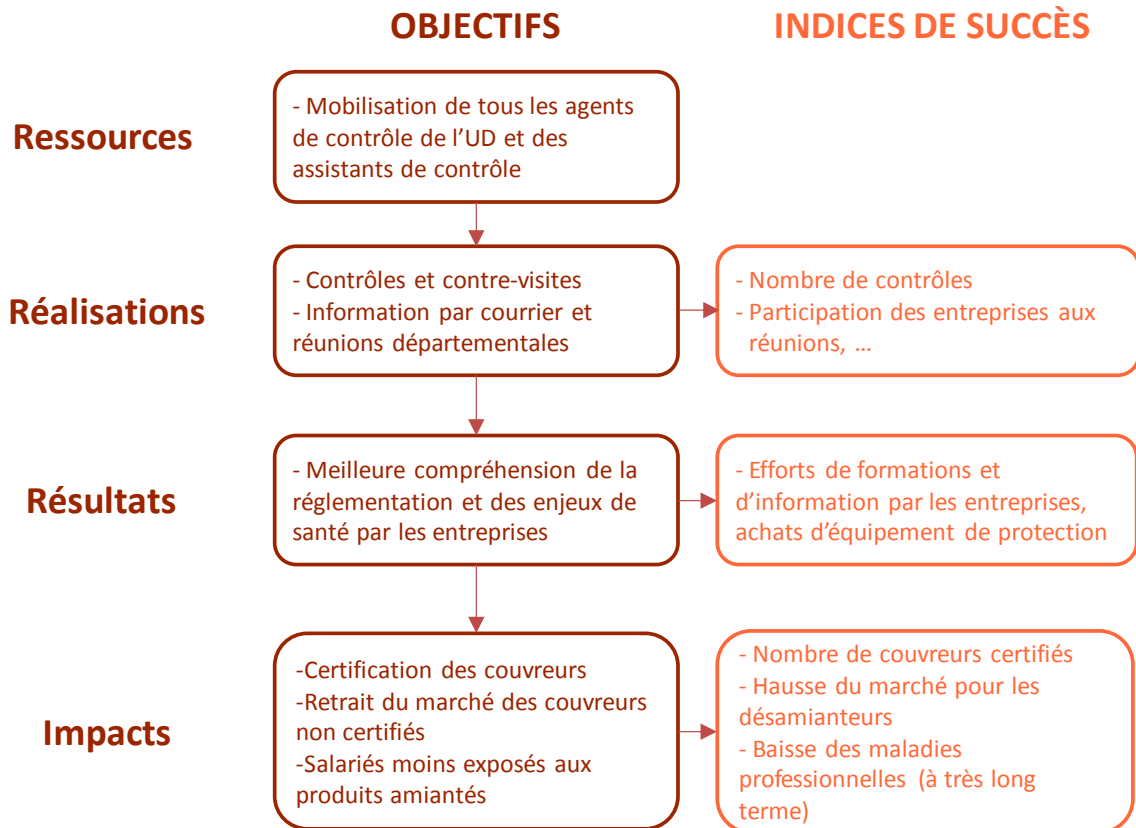 OBJECTIFS
INDICES DE SUCCÈS
Ressources
- Mobilisation de tous les agents
de contrôle de l’UD et des
assistants de contrôle
Réalisations
- Contrôles et contre-visites
- Information par courrier et
réunions départementales
- Nombre de contrôles
- Participation des entreprises aux
réunions, ...
Résultats
- Meilleure compréhension de la
réglementation et des enjeux de
santé par les entreprises
- Efforts de formations et
d’information par les entreprises,
achats d’équipement de protection
Impacts
-Certification des couvreurs
-Retrait du marché des couvreurs
non certifiés
-Salariés moins exposés aux
produits amiantés
- Nombre de couvreurs certifiés
- Hausse du marché pour les
désamianteurs
- Baisse des maladies
professionnelles (à très long
terme)